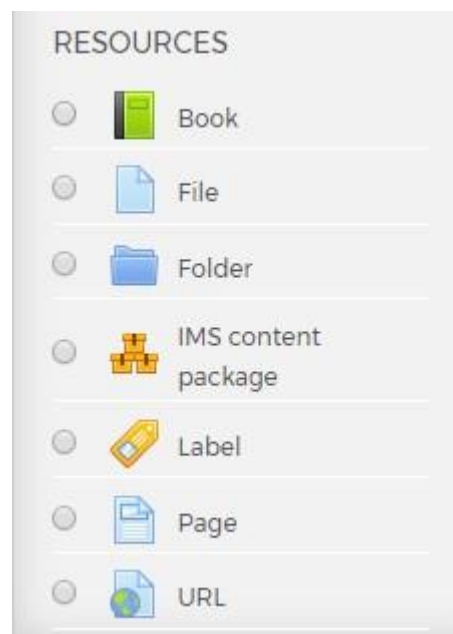 RESOURCES
Book
File
Folder
IMS content
package
Label
Page
URL